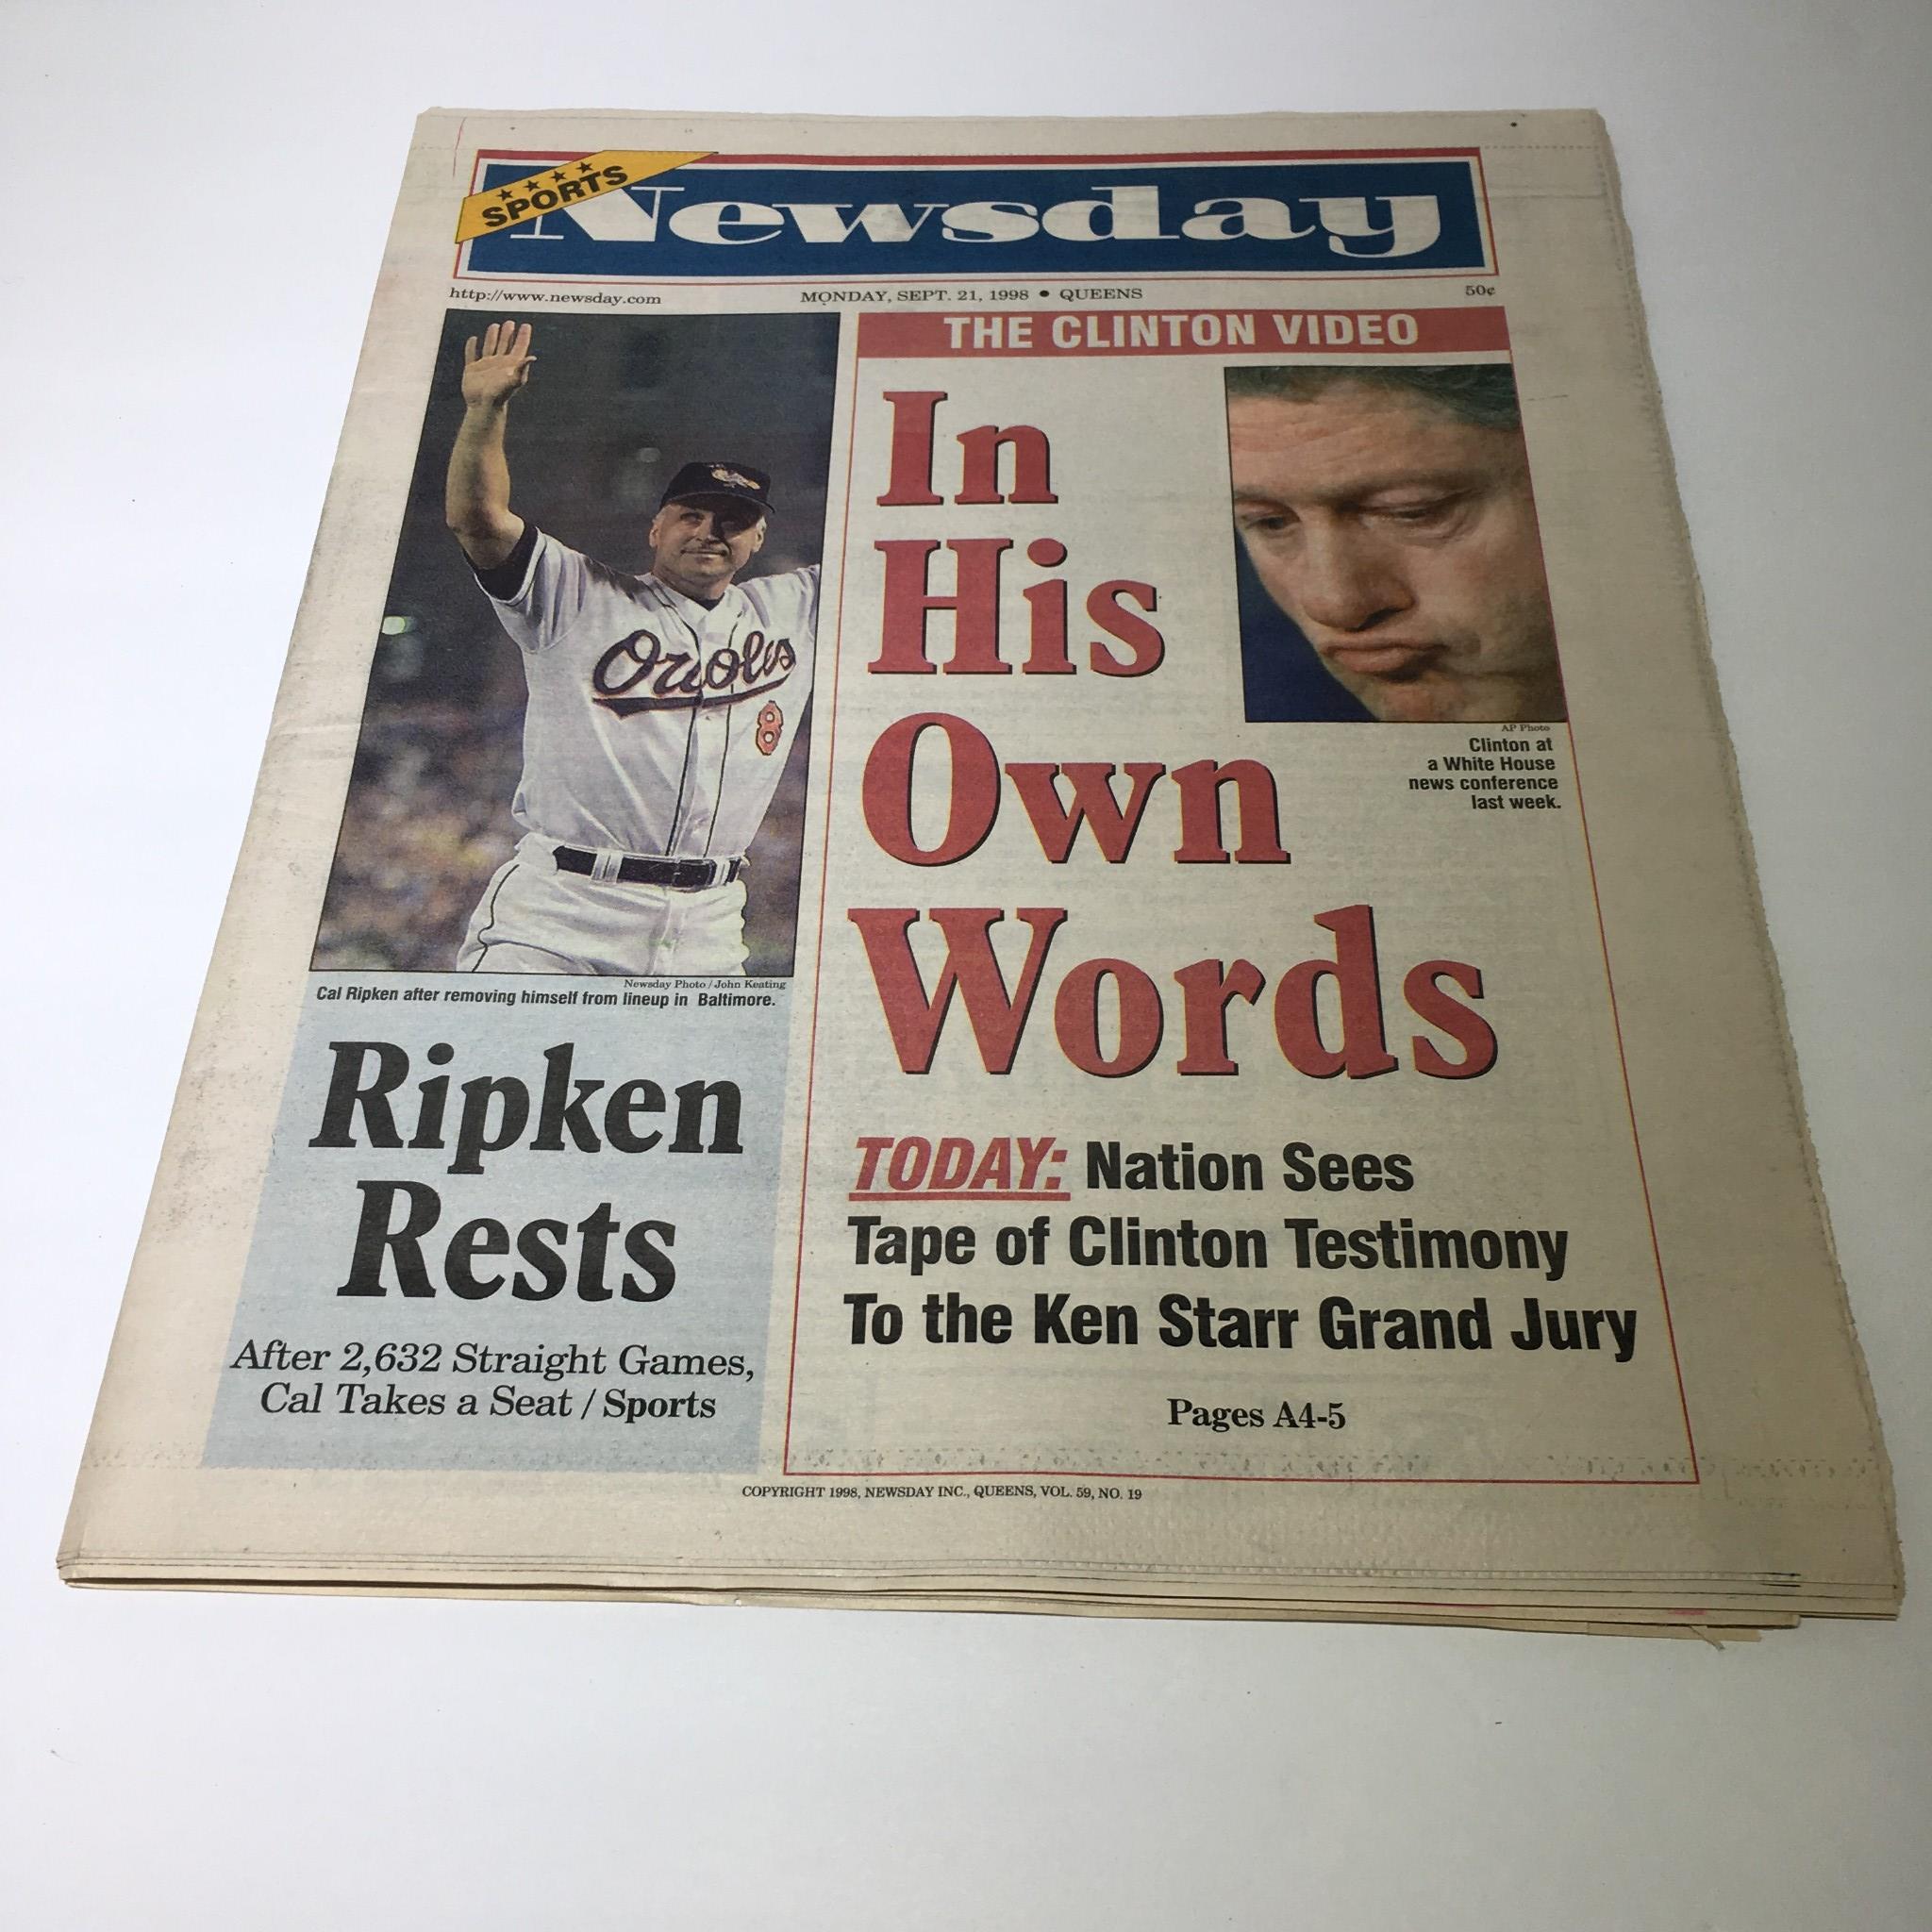 ★★★★
SPORTS
Newsday
http://www.newsday.com
MONDAY, SEPT. 21, 1998 • QUEENS
50¢
Orioles
8
Newsday Photo / John Keating
Cal Ripken after removing himself from lineup in Baltimore.
Ripken
Rests
After 2,632 Straight Games,
Cal Takes a Seat / Sports
THE CLINTON VIDEO
In
His
Own
Words
AP Photo
Clinton at
a White House
news conference
last week.
TODAY: Nation Sees
Tape of Clinton Testimony
To the Ken Starr Grand Jury
Pages A4-5
COPYRIGHT 1998, NEWSDAY INC., QUEENS, VOL. 59, NO. 19